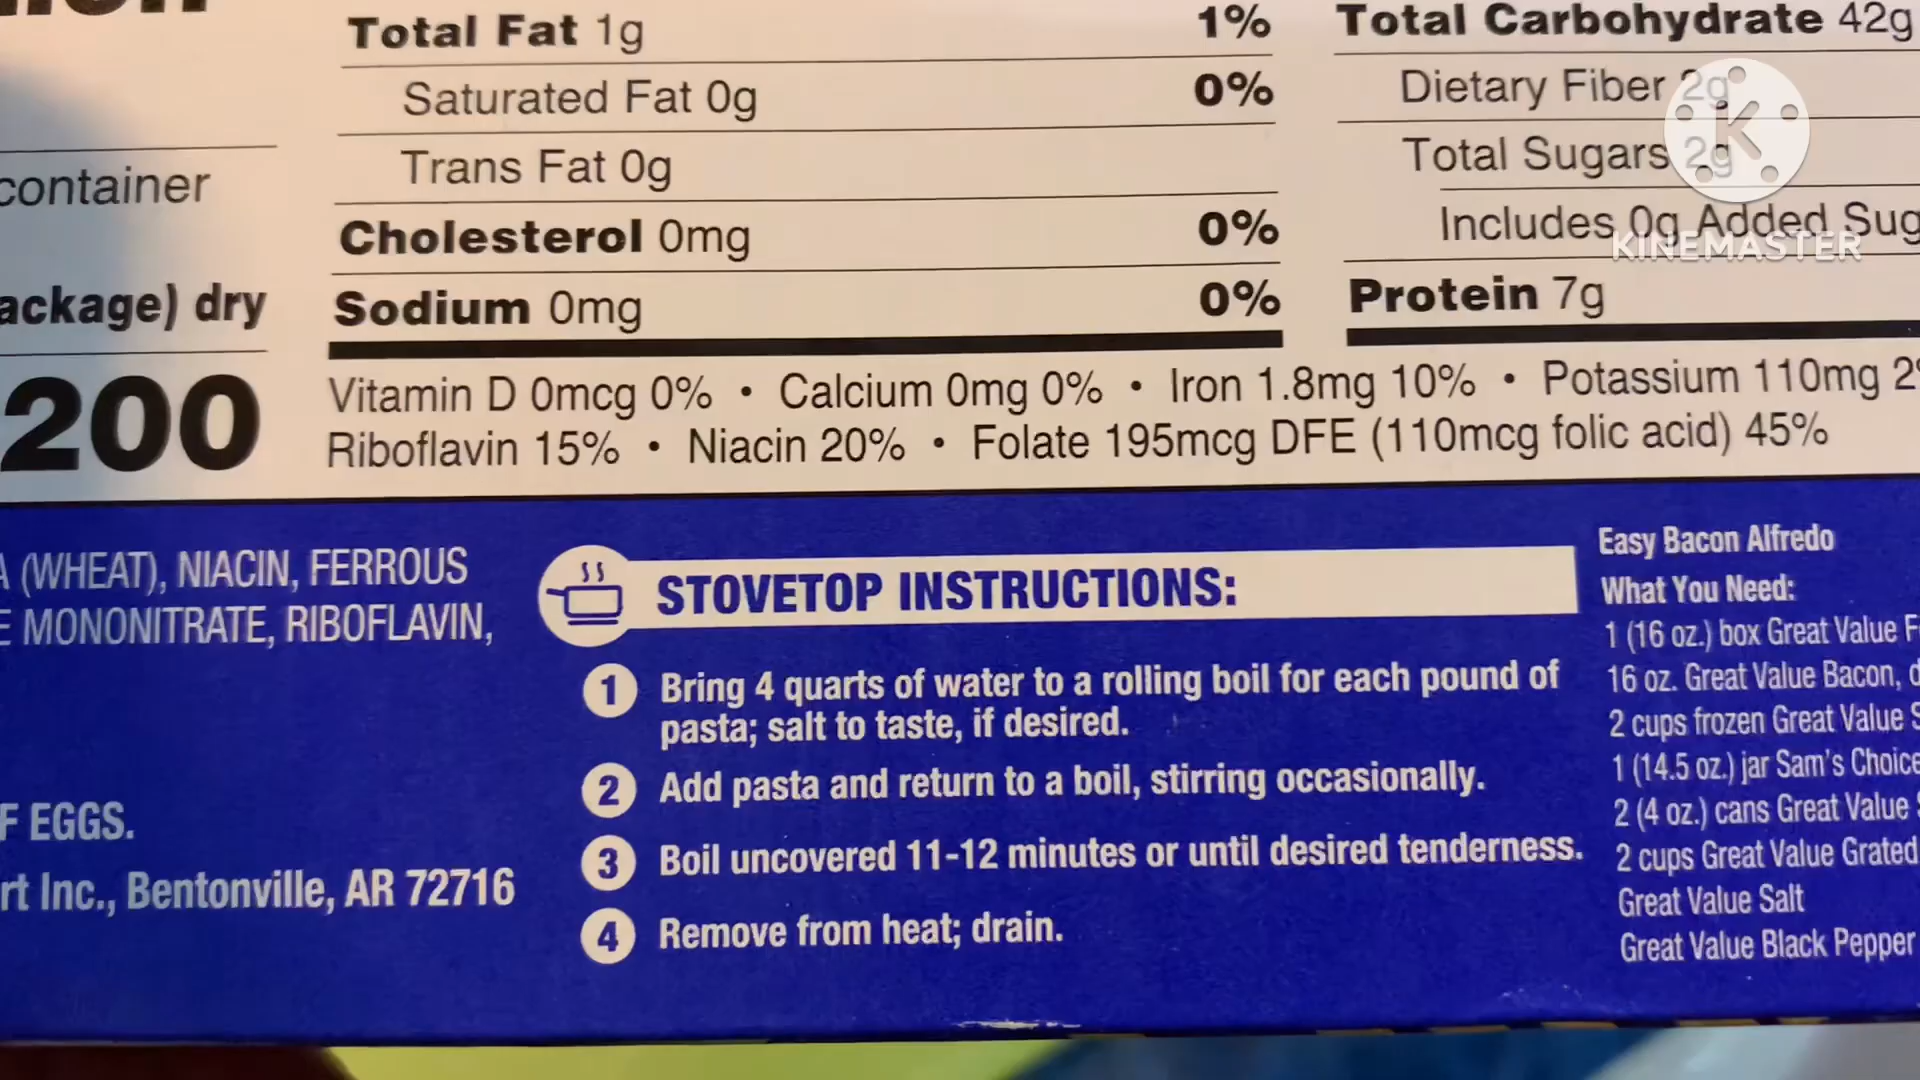 Total Fat 1g 1%
Saturated Fat 0g 0%
Trans Fat 0g
Cholesterol 0mg 0%
Sodium 0mg 0%
Total Carbohydrate 42g
Dietary Fiber 2g
Total Sugars 2g
Includes 0g Added
Protein 7g
container
dry
200
Vitamin D 0mcg 0% • Calcium 0mg 0% • Iron 1.8mg 10% • Potassium 110mg
Riboflavin 15% • Niacin 20% • Folate 195mcg DFE (110mcg folic acid) 45%
KINEMASTER
(WHEAT), NIACIN, FERROUS
MONONITRATE, RIBOFLAVIN,
EGGS.
Inc., Bentonville, AR 72716
STOVETOP INSTRUCTIONS:
1 Bring 4 quarts of water to a rolling boil for each pound of
pasta; salt to taste, if desired.
2 Add pasta and return to a boil, stirring occasionally.
3 Boil uncovered 11-12 minutes or until desired tenderness.
4 Remove from heat; drain.
Easy Bacon Alfredo
What You Need:
1 (16 oz.) box Great Value
16 oz. Great Value Bacon,
2 cups frozen Great Value
1 (14.5 oz.) jar Sam's Choice
2 (4 oz.) cans Great Value
2 cups Great Value Grated
Great Value Salt
Great Value Black Pepper